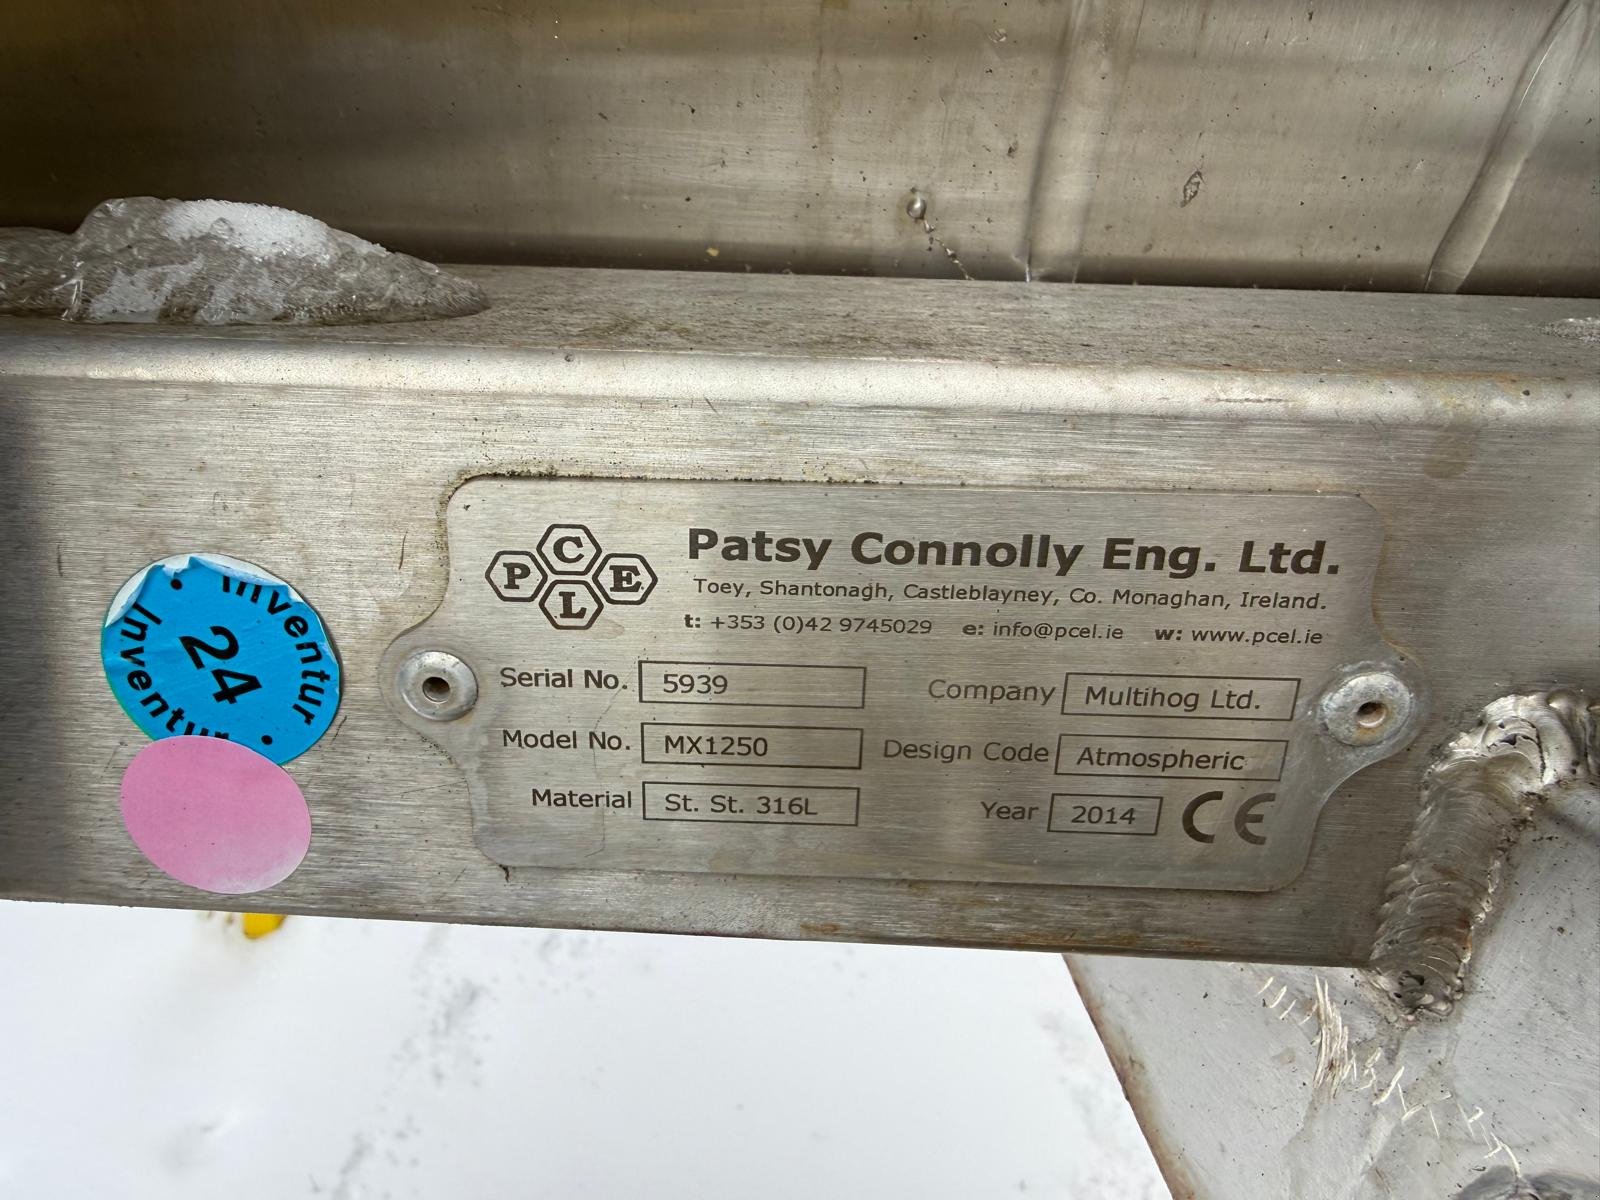 P C E L
Patsy Connolly Eng. Ltd.
Toey, Shantonagh, Castleblayney, Co. Monaghan, Ireland.
t: +353 (0)42 9745029 e: info@pcel.ie w: www.pcel.ie
Serial No. 5939 Company Multihog Ltd.
Model No. MX1250 Design Code Atmospheric
Material St. St. 316L Year 2014 CE
Inventur
24
Inventur